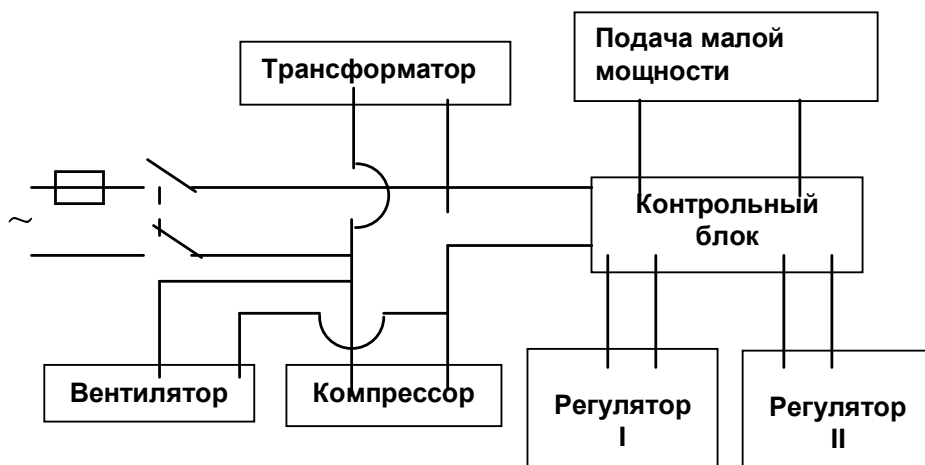 Трансформатор
Подача малой
мощности
~
Контрольный
блок
Вентилятор
Компрессор
Регулятор
I
Регулятор
II